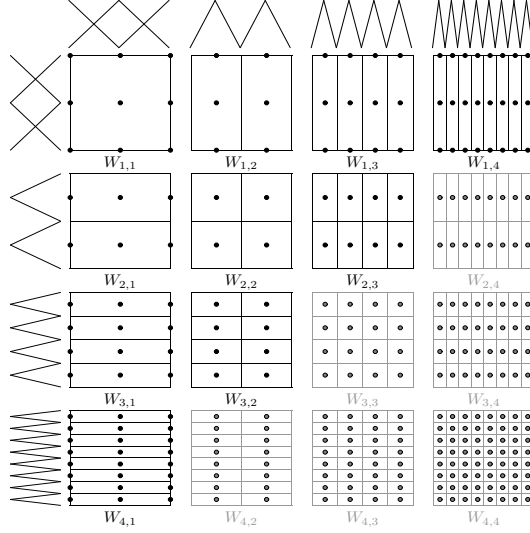 W₁,₁ W₁,₂ W₁,₃ W₁,₄
W₂,₁ W₂,₂ W₂,₃ W₂,₄
W₃,₁ W₃,₂ W₃,₃ W₃,₄
W₄,₁ W₄,₂ W₄,₃ W₄,₄